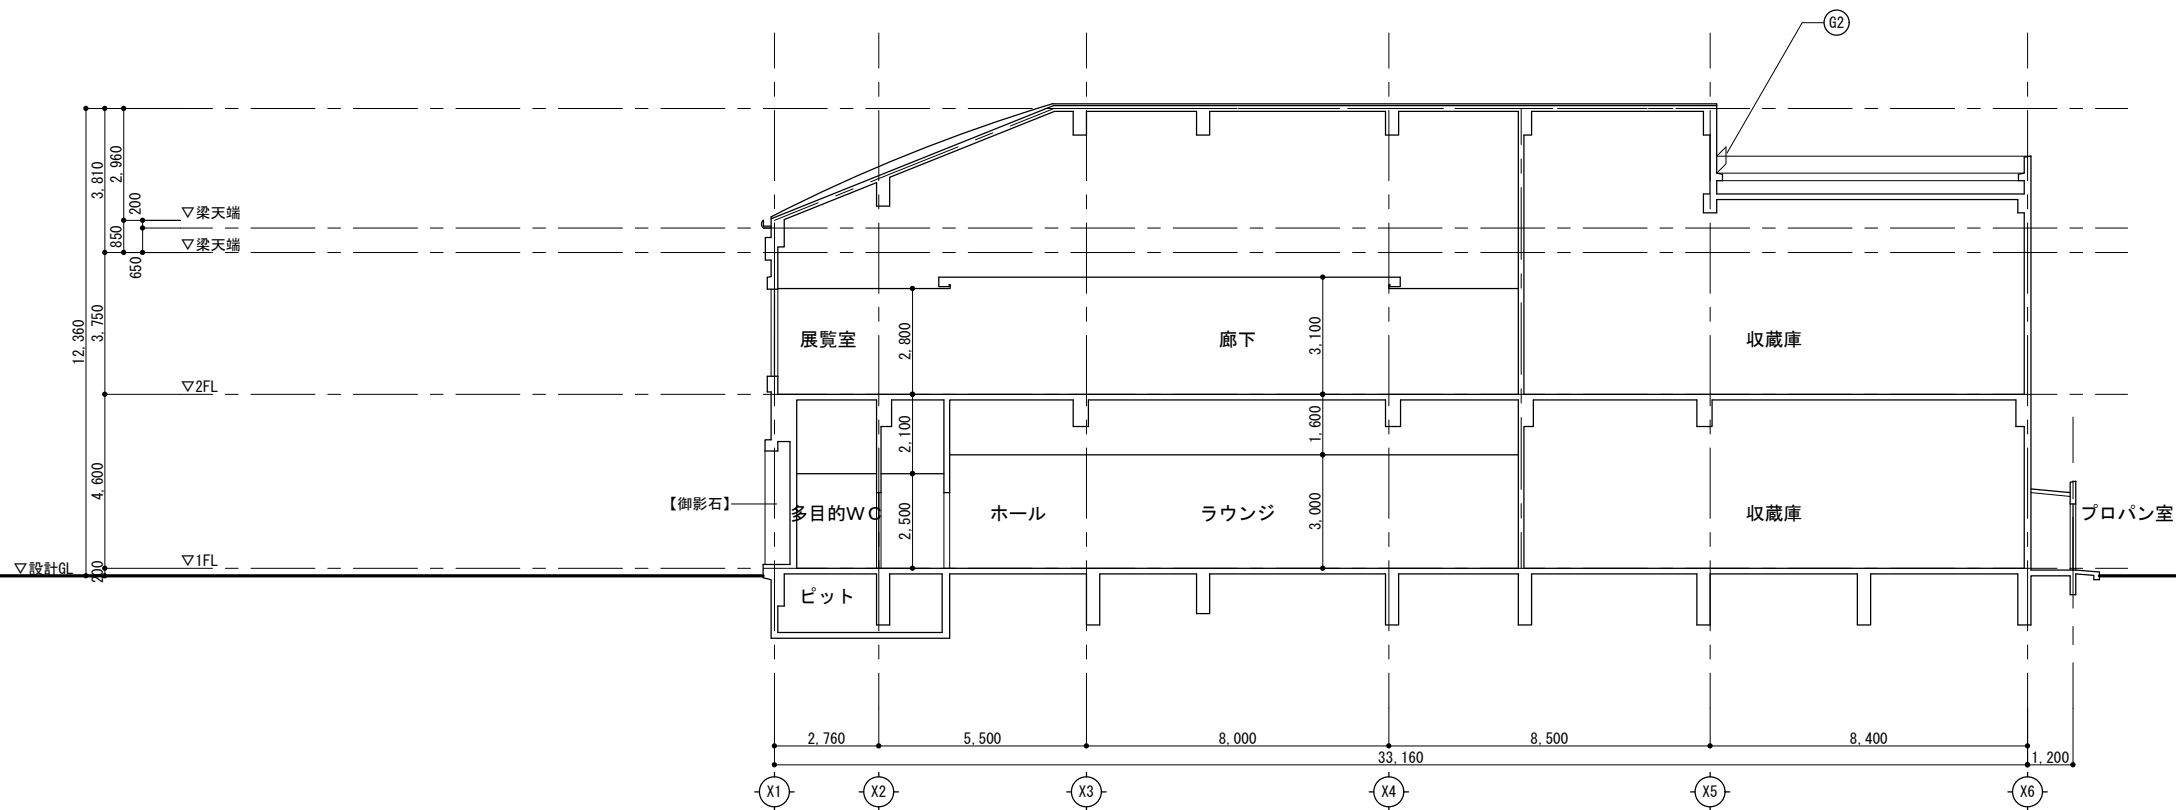 G2
2,960
3,810
200
▽梁天端
850
▽梁天端
650
12,360
3,750
展覧室
2,800
廊下
3,100
収蔵庫
▽2FL
2,100
1,600
4,600
【御影石】
多目的WC
2,500
ホール
ラウンジ
3,000
収蔵庫
プロパン室
▽設計GL
200
▽1FL
ピット
2,760
5,500
8,000
8,500
8,400
33,160
1,200
X1
X2
X3
X4
X5
X6